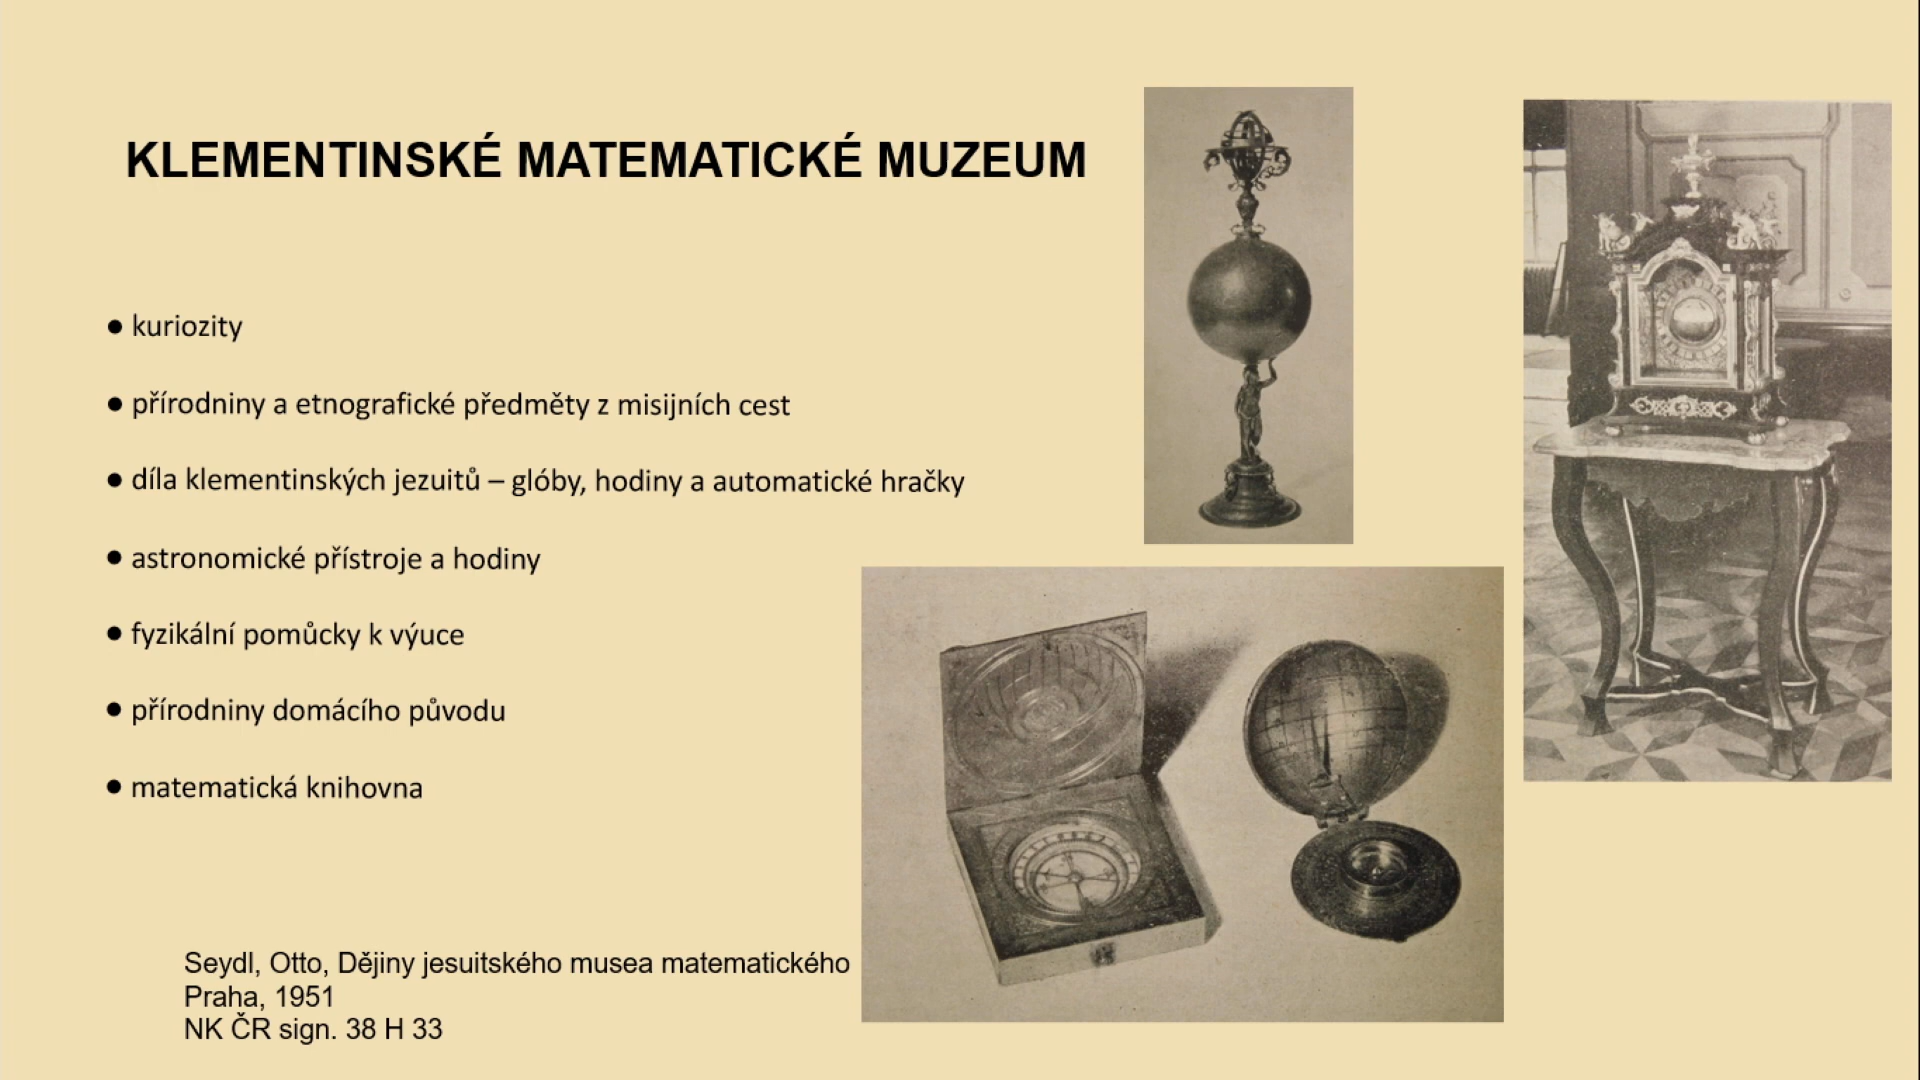 KLEMENTINSKÉ MATEMATICKÉ MUZEUM
● kuriozity
● přírodniny a etnografické předměty z misijních cest
● díla klementinských jezuitů – glóby, hodiny a automatické hračky
● astronomické přístroje a hodiny
● fyzikální pomůcky k výuce
● přírodniny domácího původu
● matematická knihovna
Seydl, Otto, Dějiny jesuitského musea matematického
Praha, 1951
NK ČR sign. 38 H 33